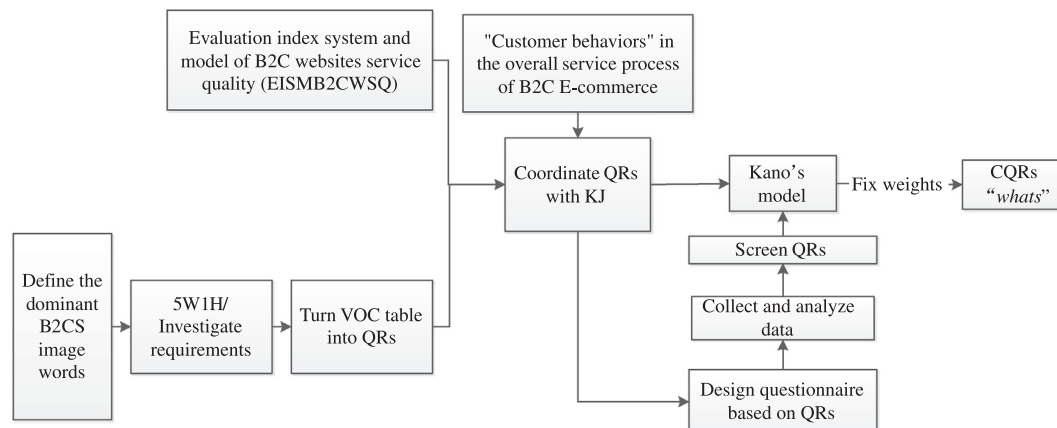 Evaluation index system and
model of B2C websites service
quality (EISMB2CWSQ)
"Customer behaviors" in
the overall service process
of B2C E-commerce
Coordinate QRs
with KJ
Kano's
model
Fix weights
CQRs
“whats”
Screen QRs
Collect and analyze
data
Design questionnaire
based on QRs
Define the
dominant
B2CS
image
words
5W1H/
Investigate
requirements
Turn VOC table
into QRs